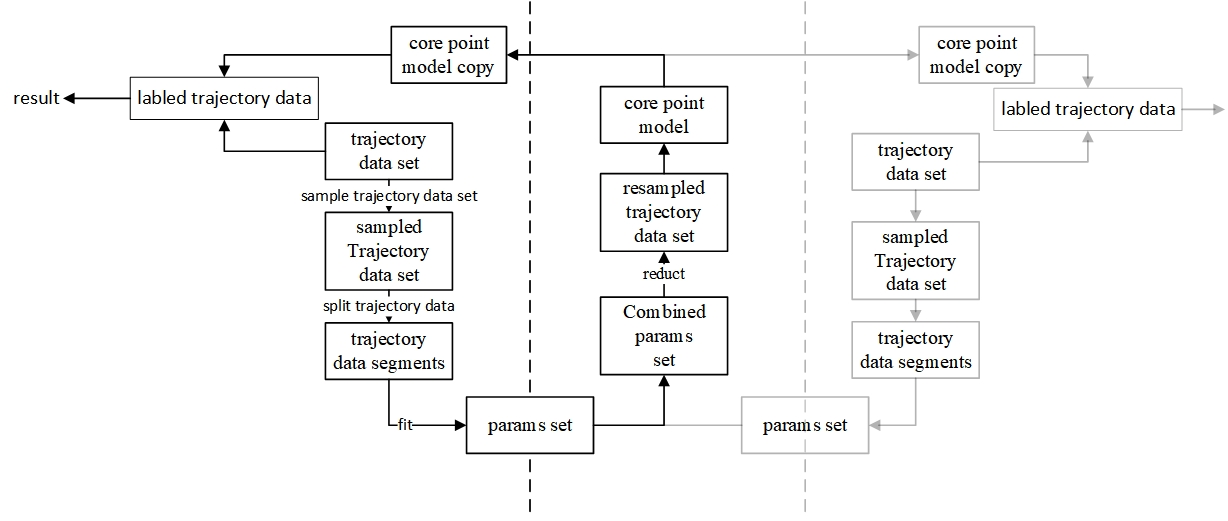 core point
model copy
result
labled trajectory data
trajectory
data set
sample trajectory data set
sampled
Trajectory
data set
split trajectory data
trajectory
data segments
fit
params set
core point
model
resampled
trajectory
data set
reduct
Combined
params
set
core point
model copy
labled trajectory data
trajectory
data set
sampled
Trajectory
data set
trajectory
data segments
params set